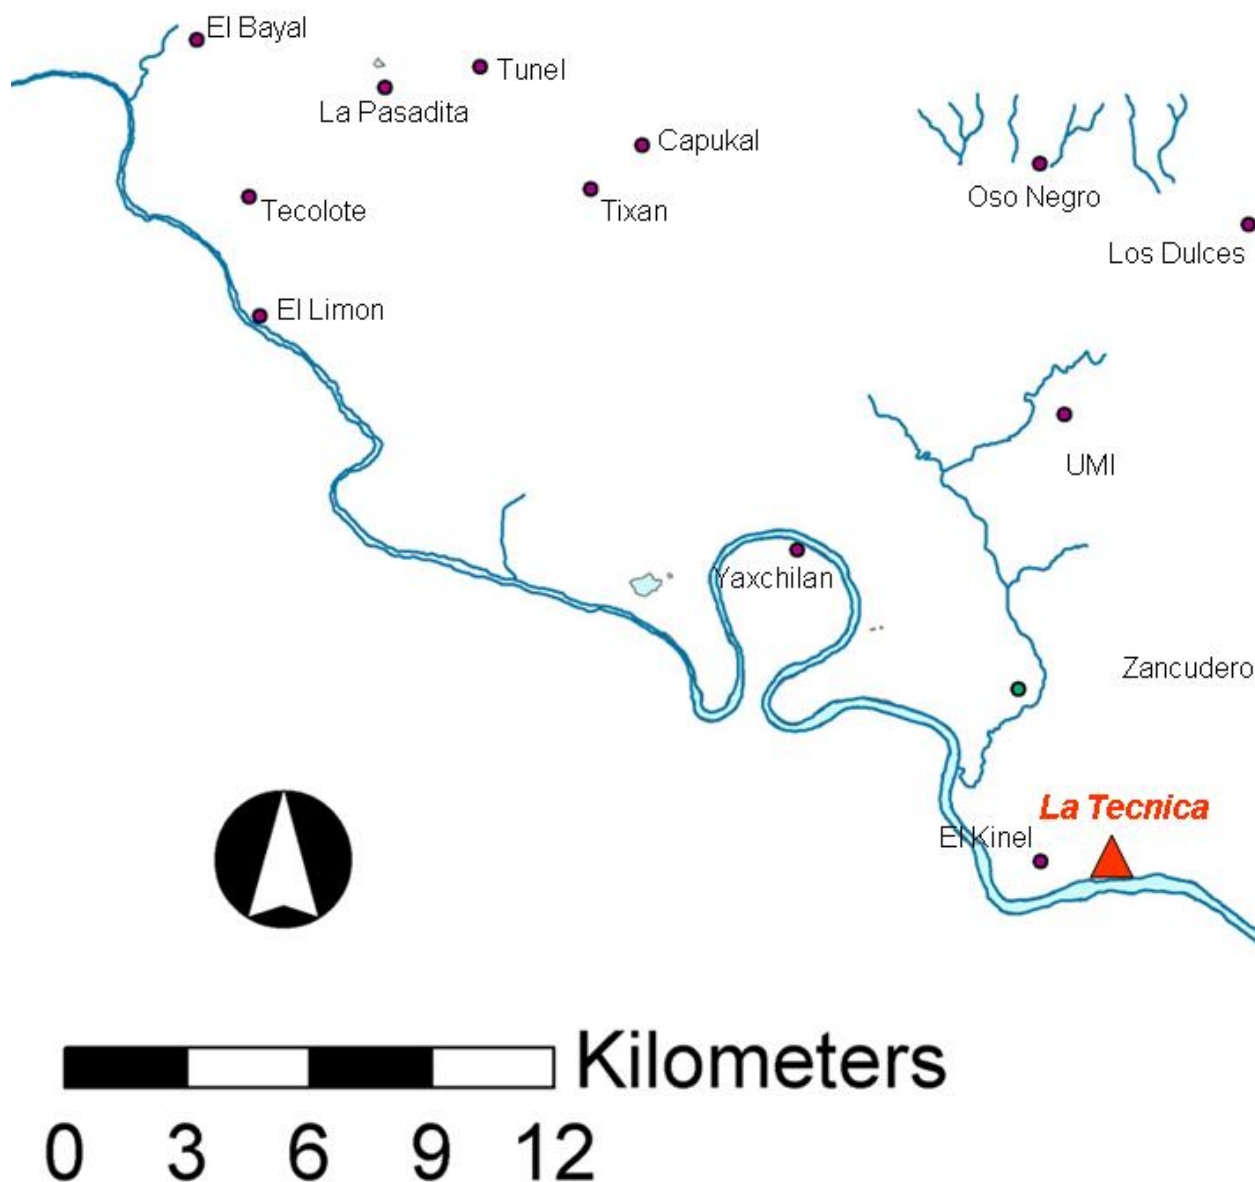 El Bayal
Tunel
La Pasadita
Capukal
Oso Negro
Tecolote
Tixan
Los Dulces
El Limon
UMI
Yaxchilan
Zancudero
La Tecnica
El Kinel
Kilometers
0 3 6 9 12